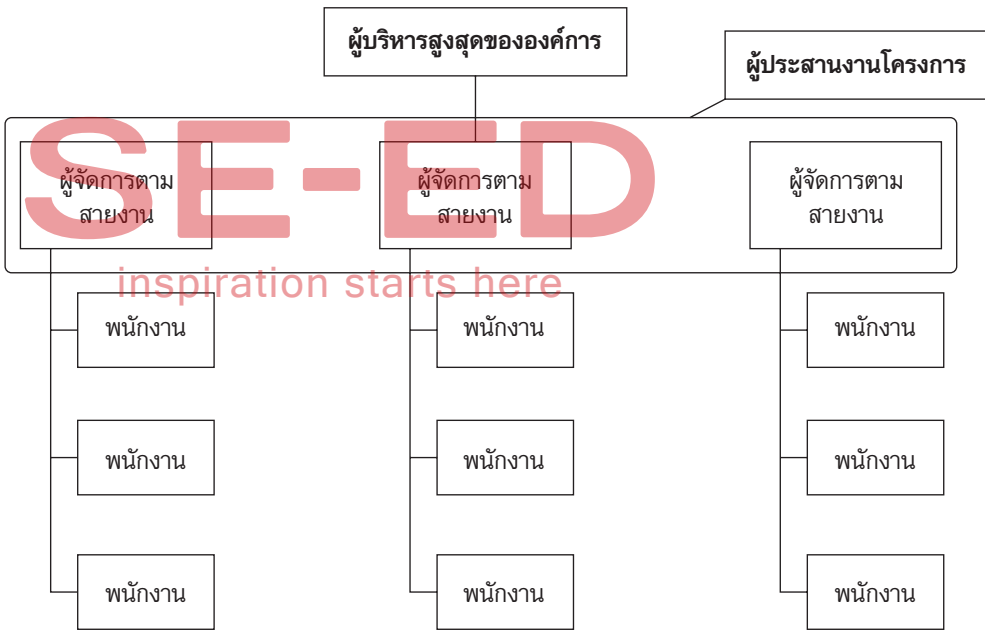 ผู้บริหารสูงสุดขององค์การ
ผู้ประสานงานโครงการ
SE-ED
ผู้จัดการตาม
สายงาน
ผู้จัดการตาม
สายงาน
ผู้จัดการตาม
สายงาน
inspiration starts here
พนักงาน
พนักงาน
พนักงาน
พนักงาน
พนักงาน
พนักงาน
พนักงาน
พนักงาน
พนักงาน